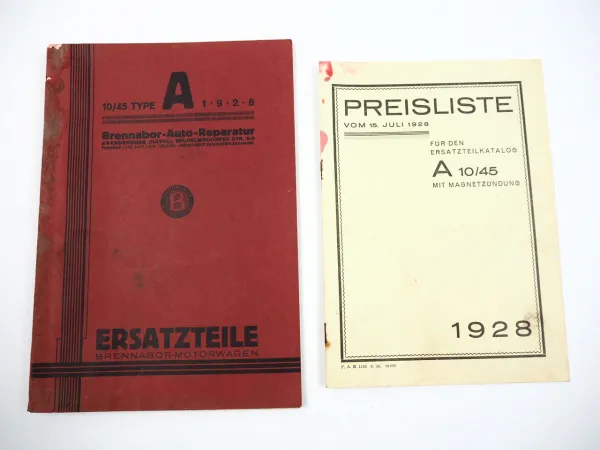 10/45 TYPE A 1·9·2·8
Brennabor-Auto-Reparatur
B
ERSATZTEILE
BRENNABOR-MOTORWAGEN
PREISLISTE
VOM 15. JULI 1928
FÜR DEN
ERSATZTEILKATALOG
A 10/45
MIT MAGNETZÜNDUNG
1928